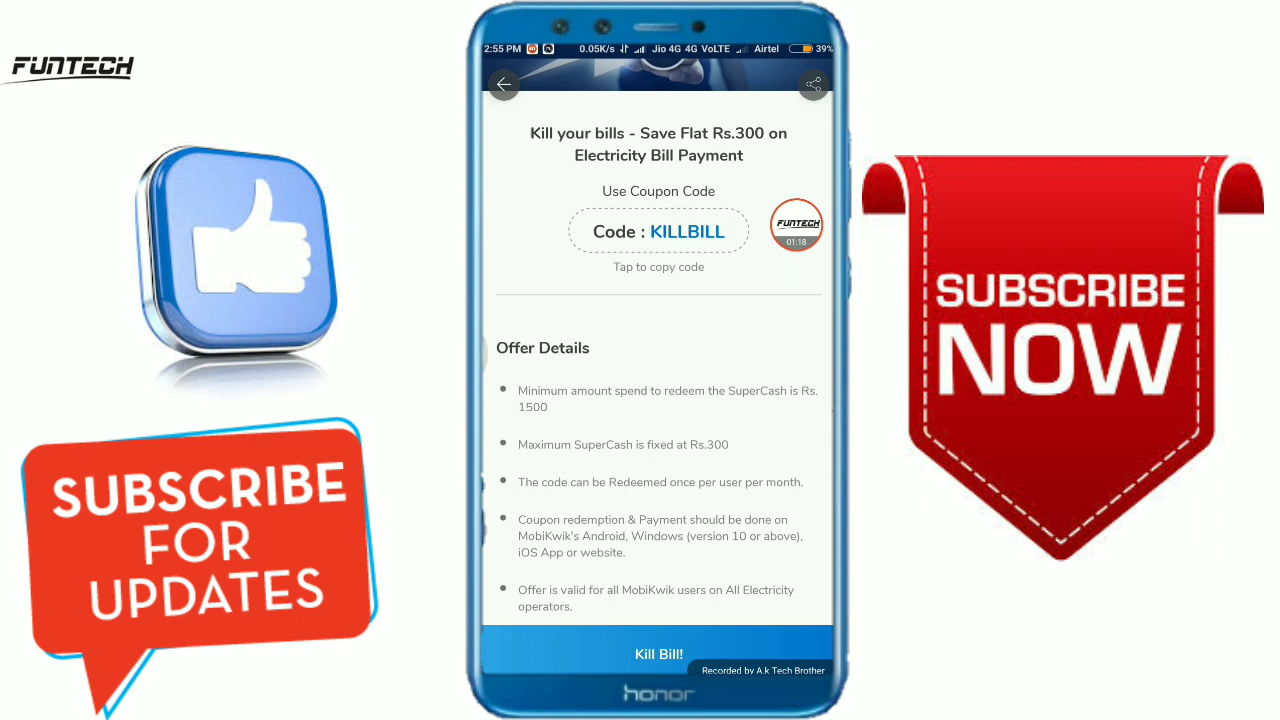 FUNTECH
2:55 PM 0.05K/s Jio 4G 4G VoLTE Airtel 39%
Kill your bills - Save Flat Rs.300 on
Electricity Bill Payment
Use Coupon Code
Code : KILLBILL
FUNTECH
01:18
Tap to copy code
Offer Details
Minimum amount spend to redeem the SuperCash is Rs.
1500
Maximum SuperCash is fixed at Rs.300
The code can be Redeemed once per user per month.
Coupon redemption & Payment should be done on
MobiKwik's Android, Windows (version 10 or above),
iOS App or website.
Offer is valid for all MobiKwik users on All Electricity
operators.
Kill Bill!
Recorded by A.k Tech Brother
honor
SUBSCRIBE
FOR
UPDATES
SUBSCRIBE
NOW